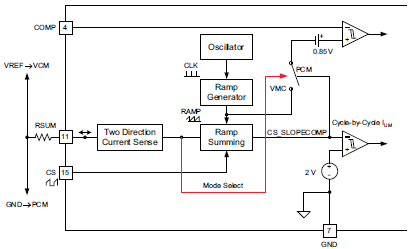 COMP
4
Oscillator
0.85 V
VREF→VCM
CLK
PCM
Ramp
Generator
VMC
RAMP
RSUM
11
Two Direction
Current Sense
Ramp
Summing
CS_SLOPECOMP
Cycle-by-Cycle ILIM
CS
15
2 V
Mode Select
GND→PCM
7
GND